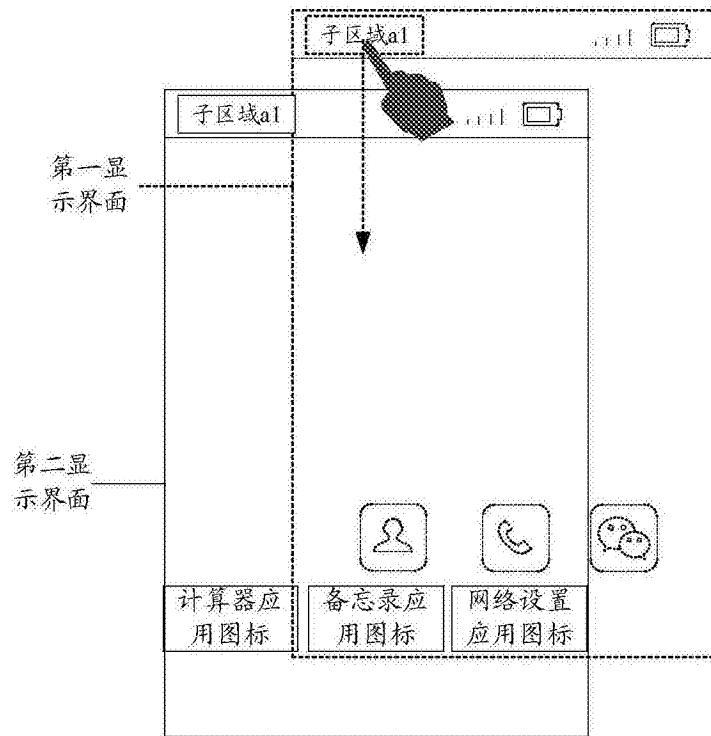 子区域a1
子区域a1
第一显
示界面
第二显
示界面
计算器应
用图标
备忘录应
用图标
网络设置
应用图标